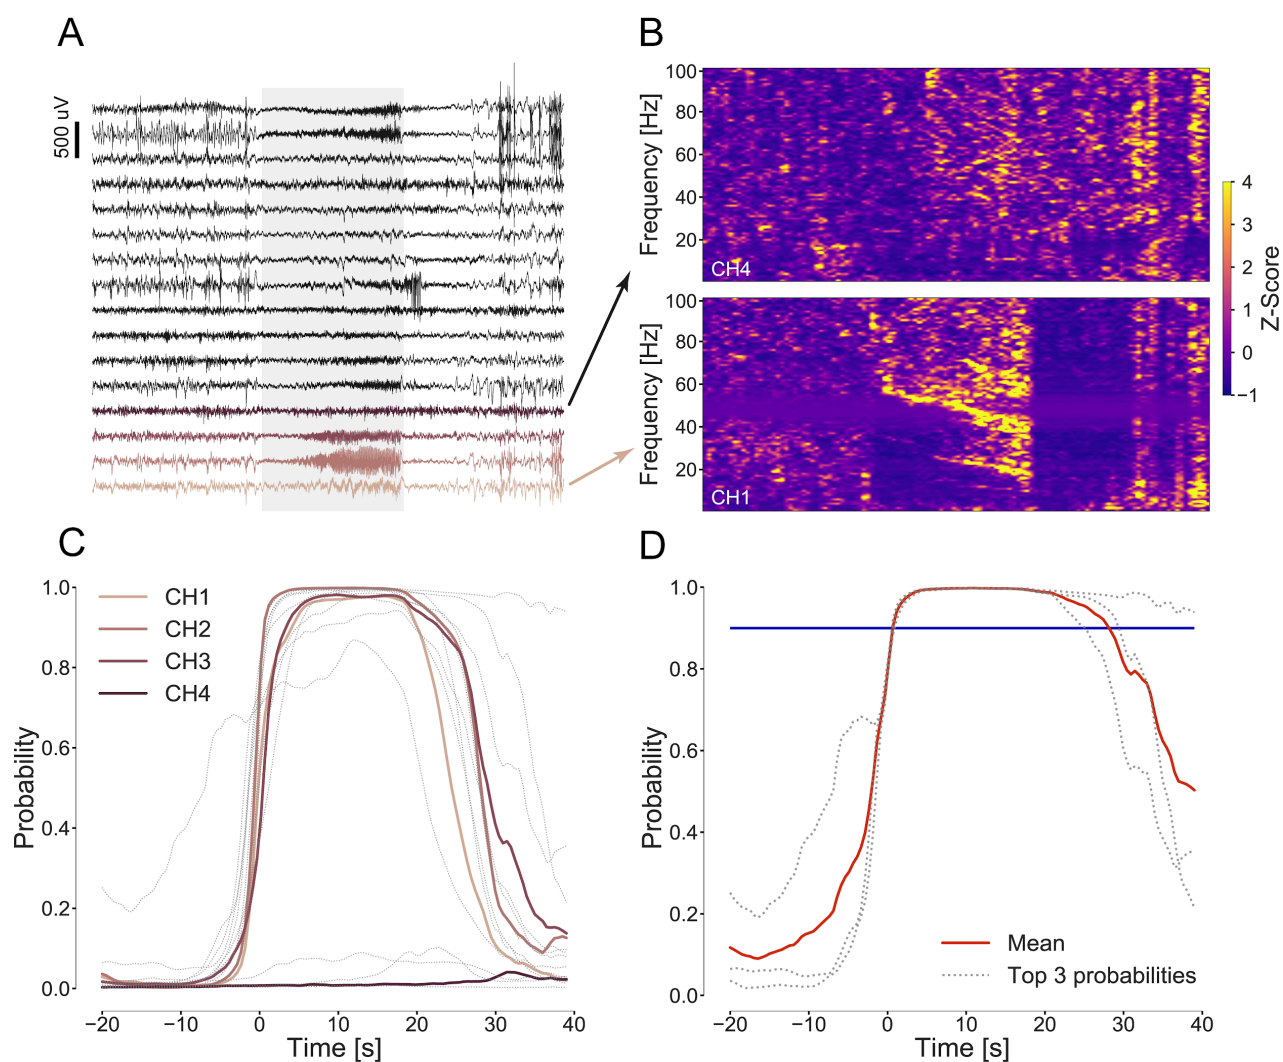 A
500 uV
B
100
80
60
40
20
Frequency [Hz]
CH4
100
80
60
40
20
Frequency [Hz]
CH1
4
3
2
1
0
−1
Z-Score
C
1.0
0.8
0.6
0.4
0.2
0.0
Probability
CH1
CH2
CH3
CH4
−20 −10 0 10 20 30 40
Time [s]
D
1.0
0.8
0.6
0.4
0.2
0.0
Probability
Mean
Top 3 probabilities
−20 −10 0 10 20 30 40
Time [s]